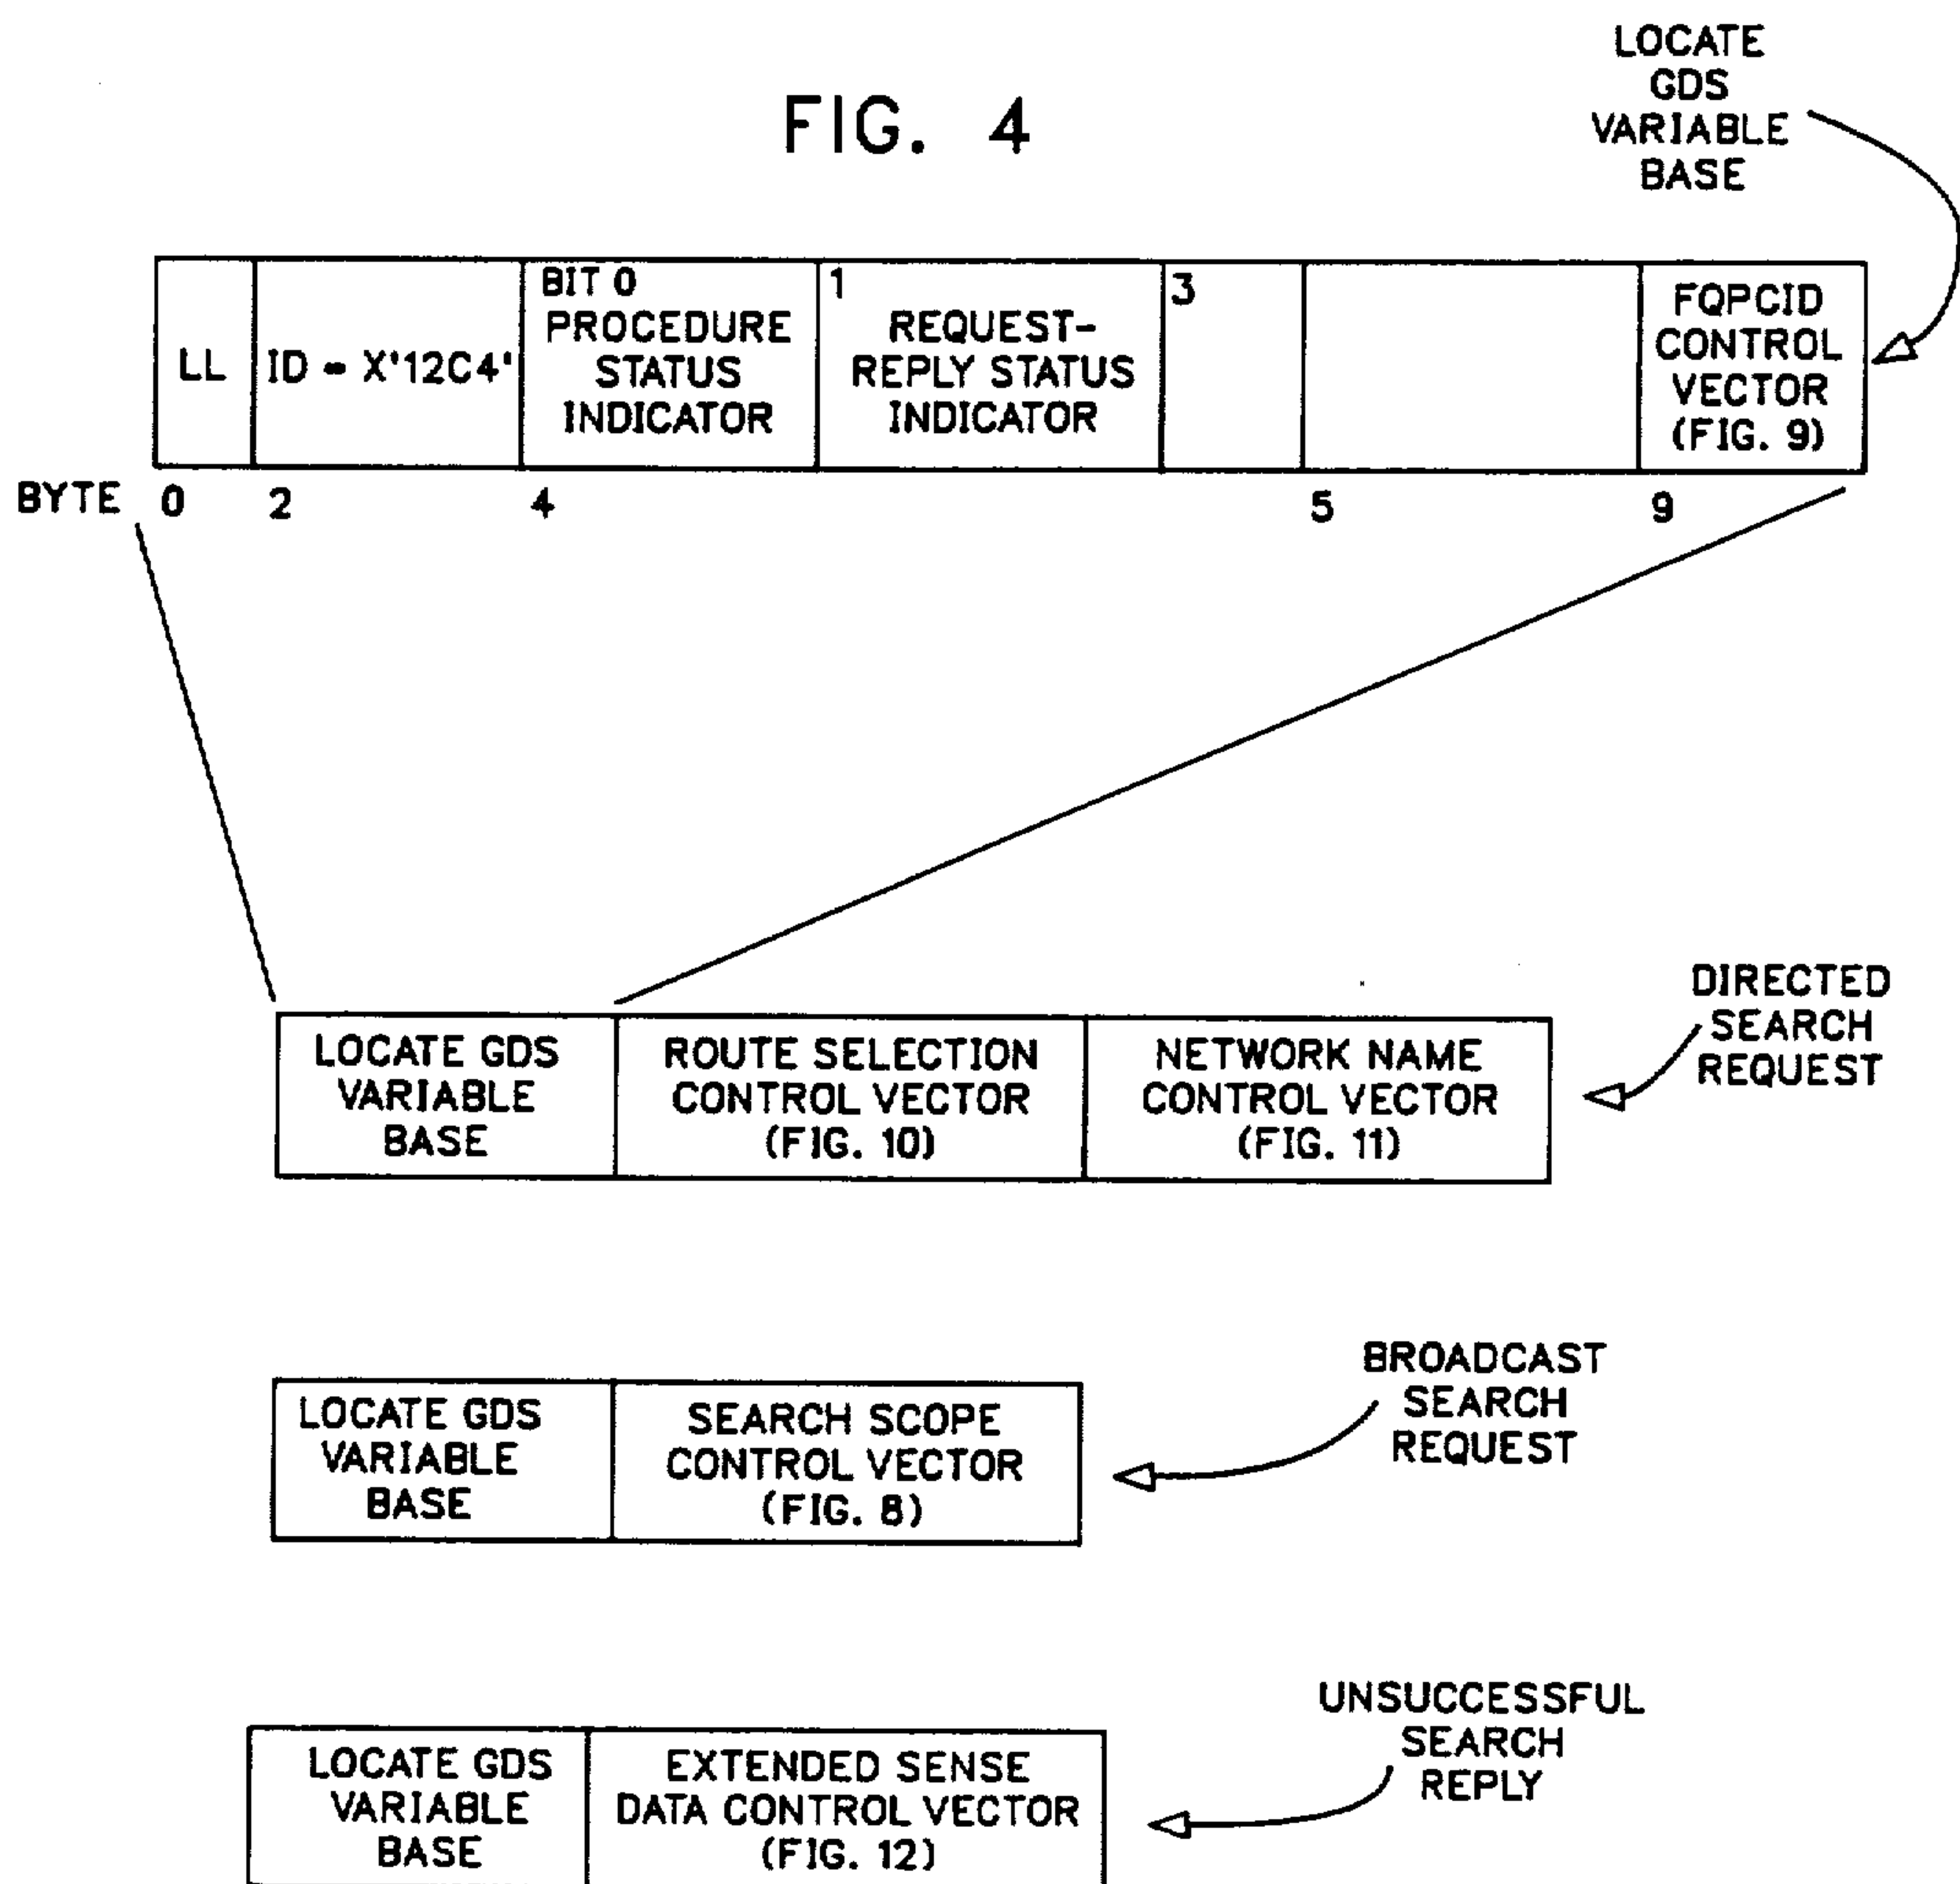 LOCATE
GDS
VARIABLE
BASE
FIG. 4
LL
ID = X'12C4'
BIT 0
PROCEDURE
STATUS
INDICATOR
1
REQUEST-
REPLY STATUS
INDICATOR
3
FQPCID
CONTROL
VECTOR
(FIG. 9)
BYTE 0 2 4 5 9
DIRECTED
SEARCH
REQUEST
LOCATE GDS
VARIABLE
BASE
ROUTE SELECTION
CONTROL VECTOR
(FIG. 10)
NETWORK NAME
CONTROL VECTOR
(FIG. 11)
BROADCAST
SEARCH
REQUEST
LOCATE GDS
VARIABLE
BASE
SEARCH SCOPE
CONTROL VECTOR
(FIG. 8)
UNSUCCESSFUL
SEARCH
REPLY
LOCATE GDS
VARIABLE
BASE
EXTENDED SENSE
DATA CONTROL VECTOR
(FIG. 12)